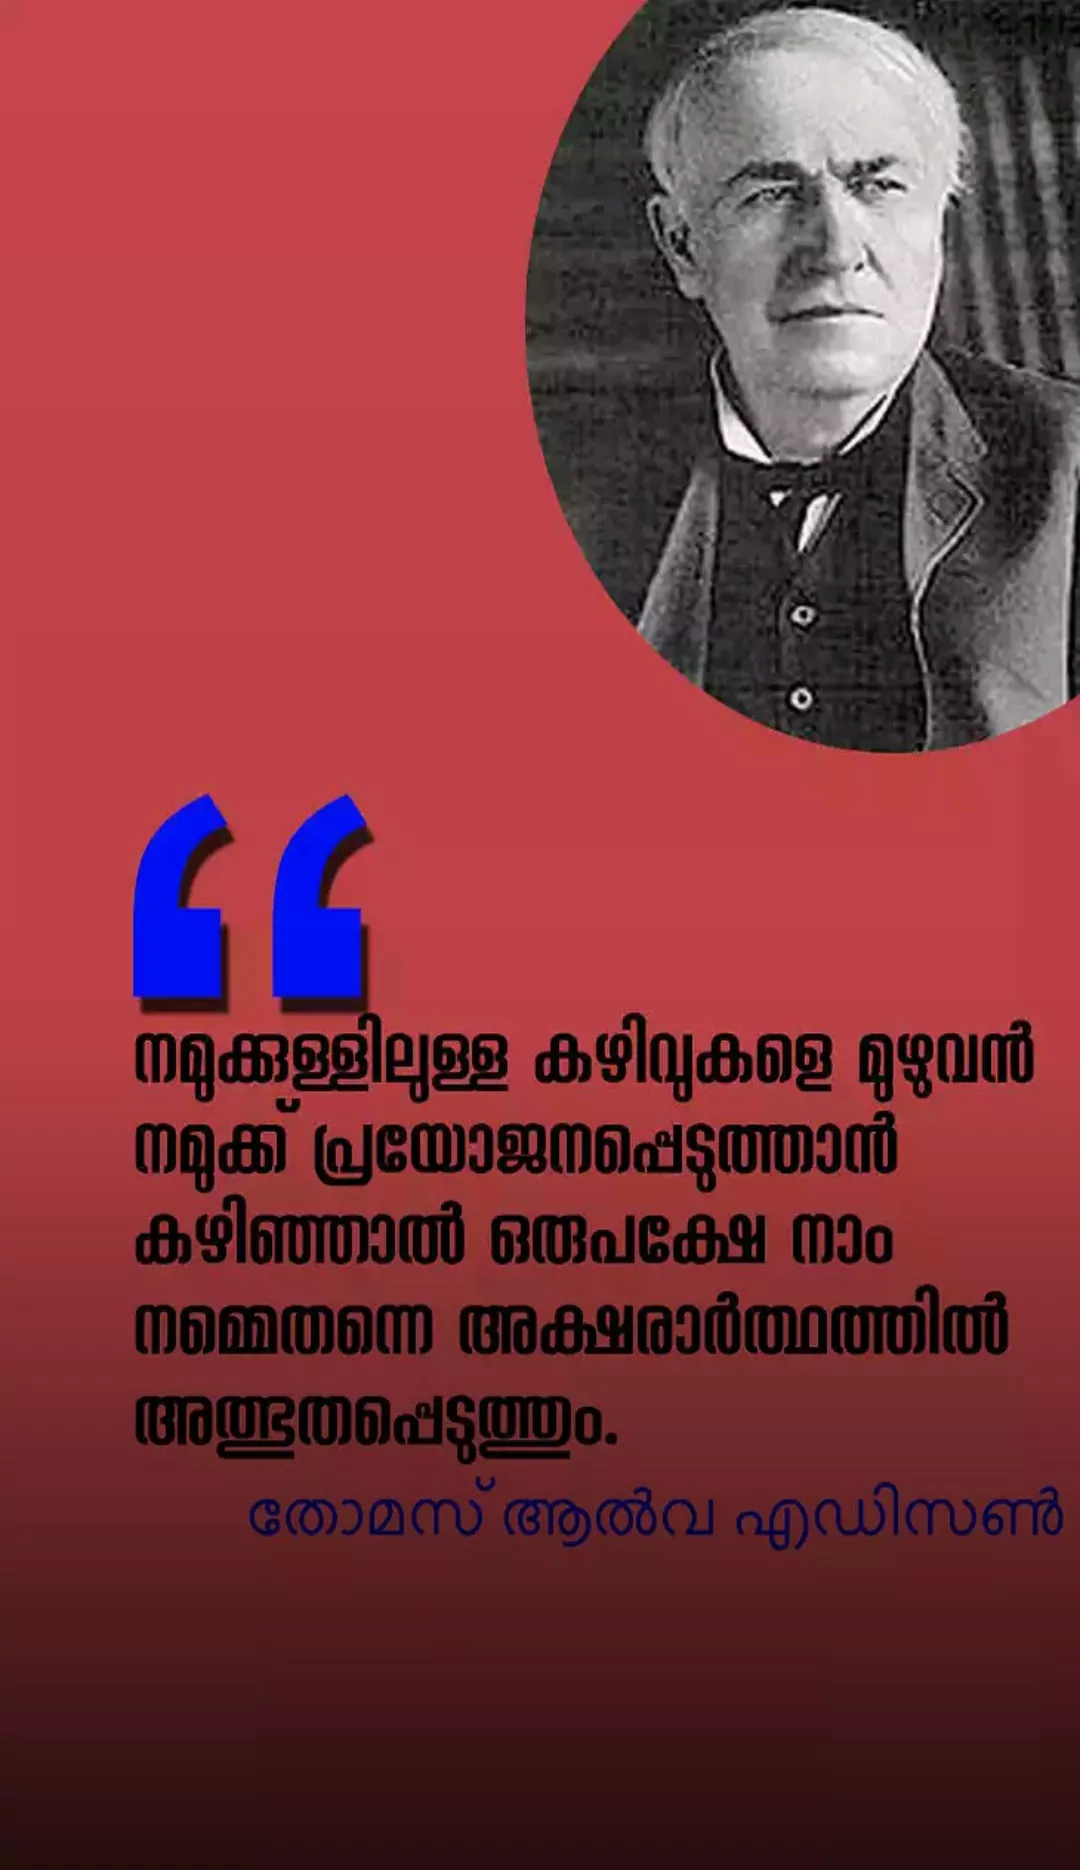 “
നമുക്കുള്ളിലുള്ള കഴിവുകളെ മുഴുവൻ
നമുക്ക് പ്രയോജനപ്പെടുത്താൻ
കഴിഞ്ഞാൽ ഒരുപക്ഷേ നാം
നമ്മെതന്നെ അക്ഷരാർത്ഥത്തിൽ
അത്ഭുതപ്പെടുത്തും.
തോമസ് ആൽവ എഡിസൺ